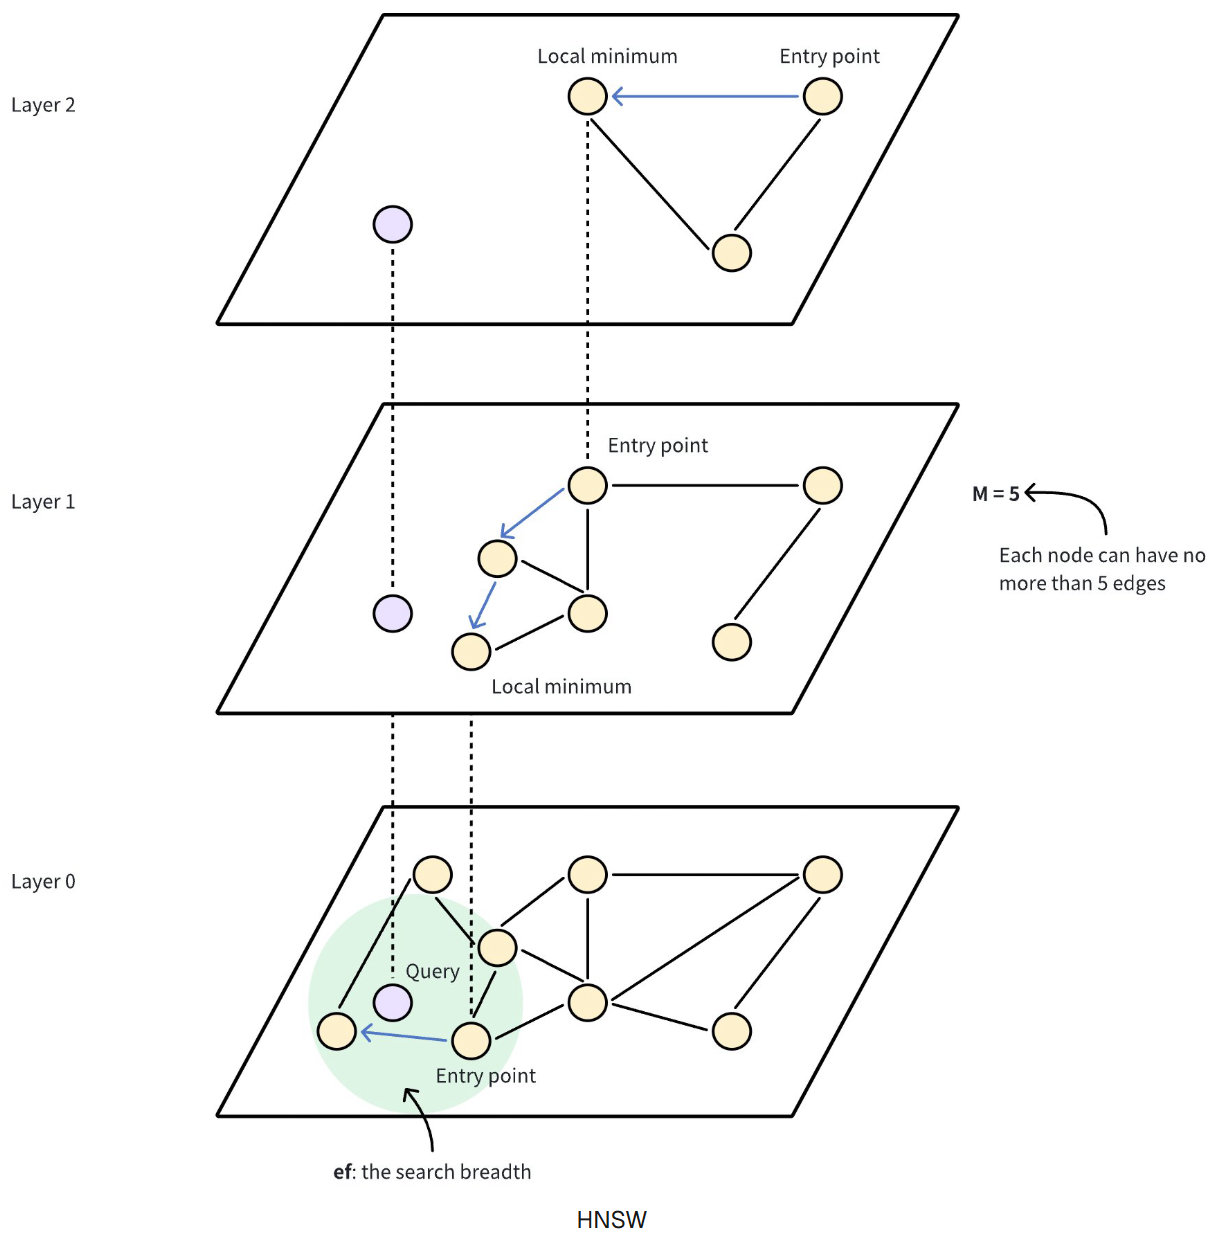 Local minimum
Entry point
Layer 2
Entry point
Layer 1
M = 5
Each node can have no
more than 5 edges
Local minimum
Layer 0
Query
Entry point
ef: the search breadth
HNSW